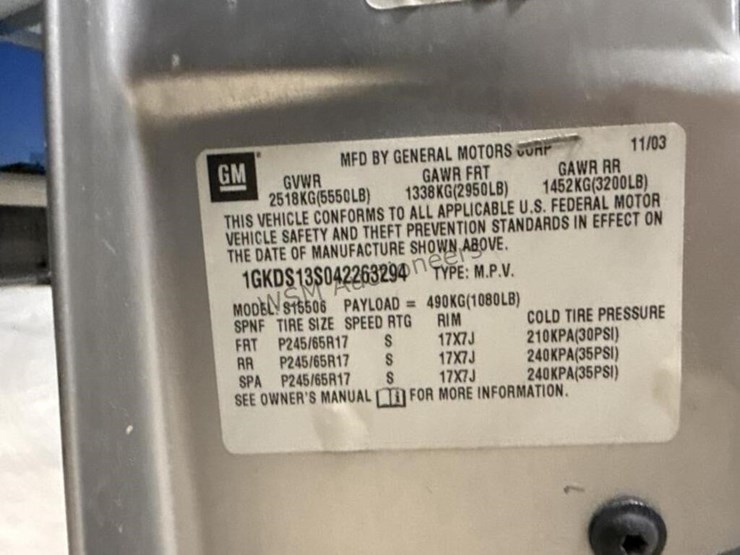 GM
MFD BY GENERAL MOTORS CORP 11/03
GVWR GAWR FRT GAWR RR
2518KG(5550LB) 1338KG(2950LB) 1452KG(3200LB)
THIS VEHICLE CONFORMS TO ALL APPLICABLE U.S. FEDERAL MOTOR
VEHICLE SAFETY AND THEFT PREVENTION STANDARDS IN EFFECT ON
THE DATE OF MANUFACTURE SHOWN ABOVE.
1GKDS13S042263294 TYPE: M.P.V.
WSM Auctioneers
MODEL: S15506 PAYLOAD = 490KG(1080LB)
SPNF TIRE SIZE SPEED RTG RIM COLD TIRE PRESSURE
FRT P245/65R17 S 17X7J 210KPA(30PSI)
RR P245/65R17 S 17X7J 240KPA(35PSI)
SPA P245/65R17 S 17X7J 240KPA(35PSI)
SEE OWNER'S MANUAL i FOR MORE INFORMATION.